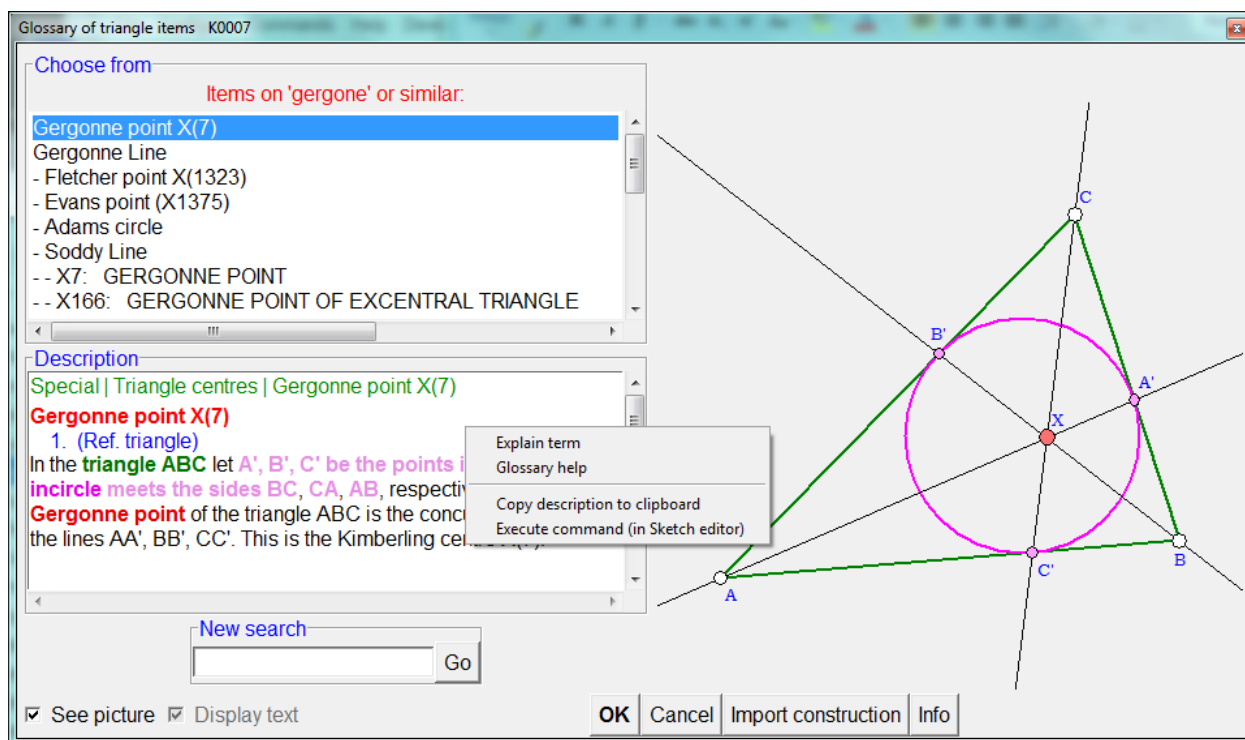 Glossary of triangle items K0007
Choose from
Items on 'gergone' or similar:
Gergonne point X(7)
Gergonne Line
- Fletcher point X(1323)
- Evans point (X1375)
- Adams circle
- Soddy Line
- - X7: GERGONNE POINT
- - X166: GERGONNE POINT OF EXCENTRAL TRIANGLE
Description
Special | Triangle centres | Gergonne point X(7)
Gergonne point X(7)
1. (Ref. triangle)
In the triangle ABC let A', B', C' be the points
incircle meets the sides BC, CA, AB,
Gergonne point of the triangle ABC is the
the lines AA', BB', CC'. This is the Kimberling
Explain term
Glossary help
Copy description to clipboard
Execute command (in Sketch editor)
New search
Go
See picture Display text
OK Cancel Import construction Info
C
B'
A'
X
C'
B
A